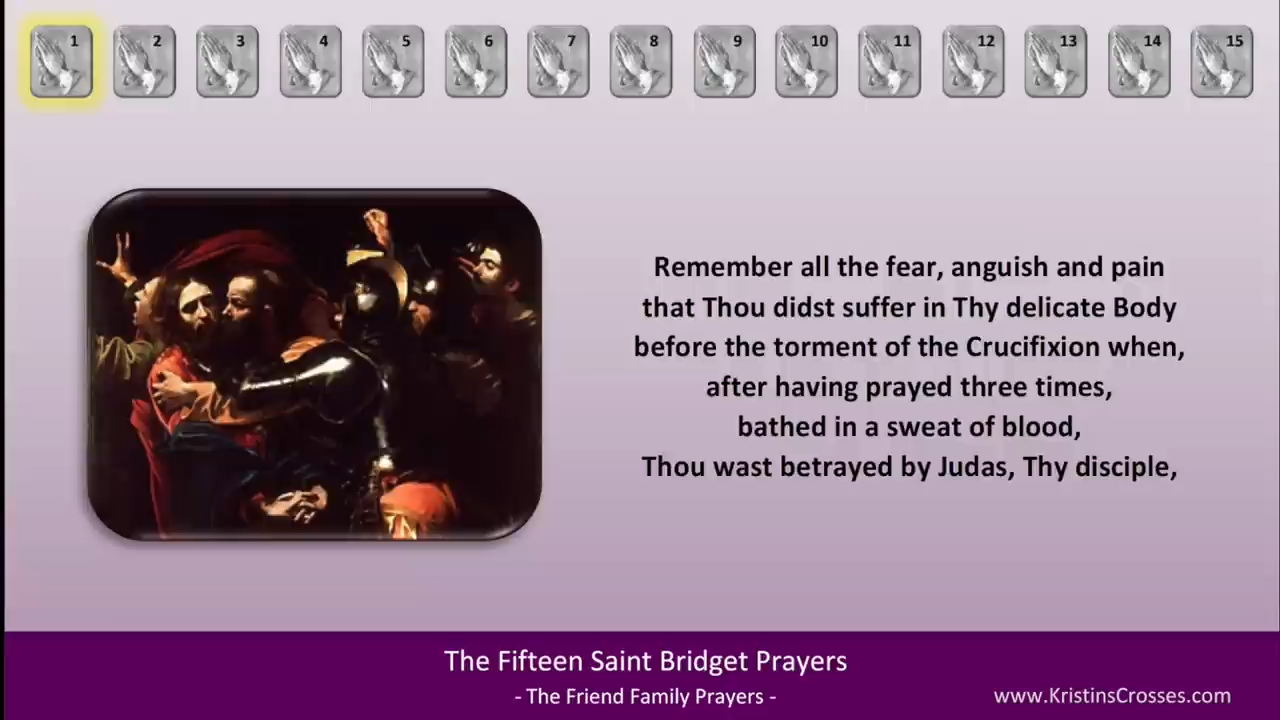 1 2 3 4 5 6 7 8 9 10 11 12 13 14 15
Remember all the fear, anguish and pain
that Thou didst suffer in Thy delicate Body
before the torment of the Crucifixion when,
after having prayed three times,
bathed in a sweat of blood,
Thou wast betrayed by Judas, Thy disciple,
The Fifteen Saint Bridget Prayers
- The Friend Family Prayers -
www.KristinsCrosses.com